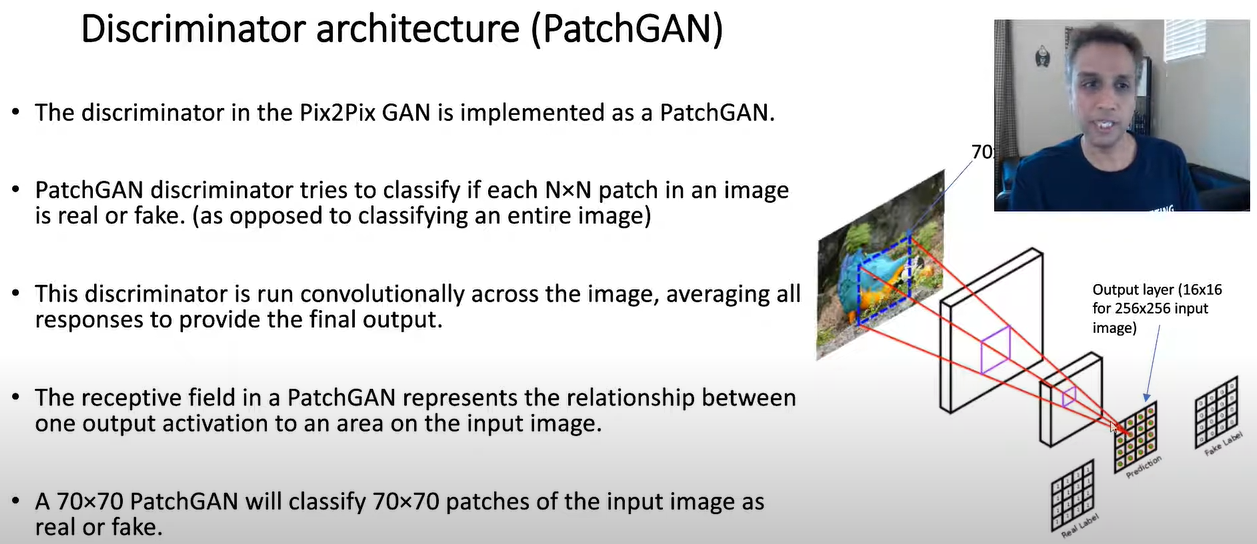 Discriminator architecture (PatchGAN)
• The discriminator in the Pix2Pix GAN is implemented as a PatchGAN.
• PatchGAN discriminator tries to classify if each N×N patch in an image
is real or fake. (as opposed to classifying an entire image)
• This discriminator is run convolutionally across the image, averaging all
responses to provide the final output.
• The receptive field in a PatchGAN represents the relationship between
one output activation to an area on the input image.
• A 70×70 PatchGAN will classify 70×70 patches of the input image as
real or fake.
70
Output layer (16x16
for 256x256 input
image)
Prediction
Fake Label
Real Label